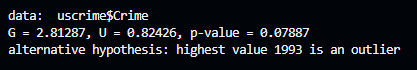 data:  uscrime$Crime
G = 2.81287, U = 0.82426, p-value = 0.07887
alternative hypothesis: highest value 1993 is an outlier